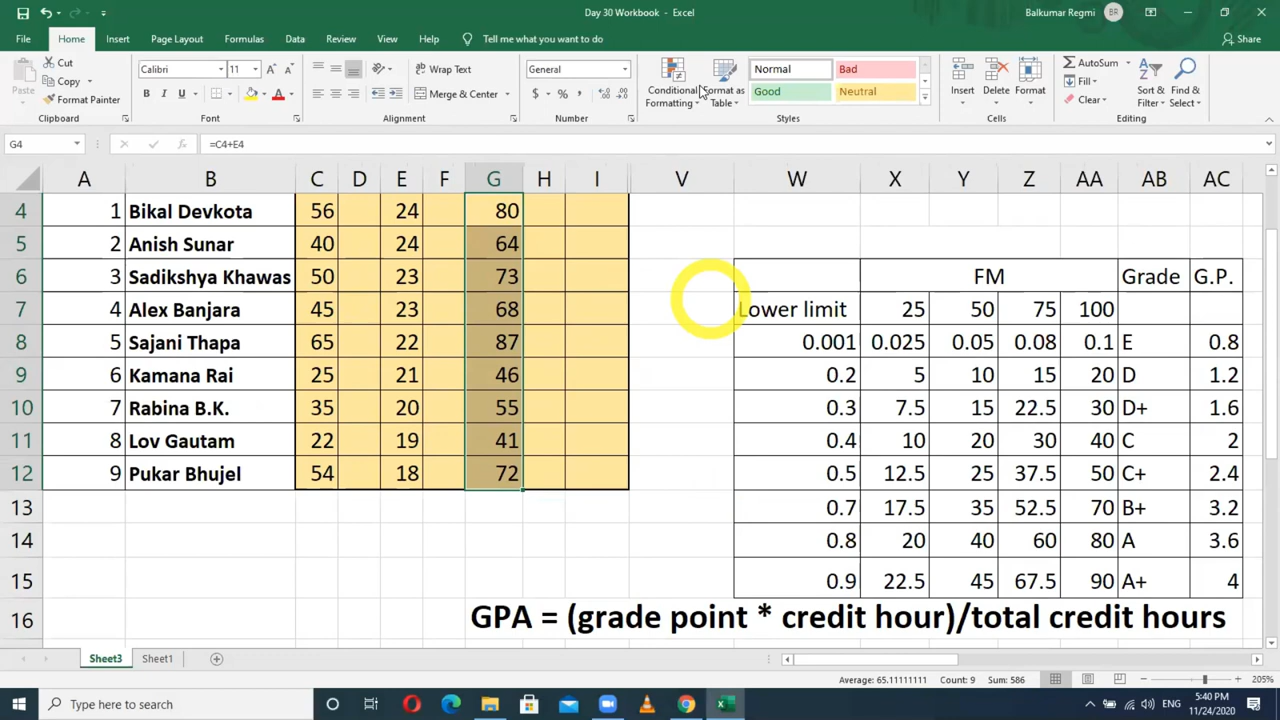 Day 30 Workbook - Excel
Balkumar Regmi BR
File Home Insert Page Layout Formulas Data Review View Help Tell me what you want to do Share
Cut
Copy
Format Painter
Paste
Calibri 11
B I U
Wrap Text
Merge & Center
General
$ % ,
Conditional Formatting
Format as Table
Normal Bad
Good Neutral
Insert Delete Format
AutoSum
Fill
Clear
Sort & Filter
Find & Select
Clipboard Font Alignment Number Styles Cells Editing
G4 =C4+E4
A B C D E F G H I V W X Y Z AA AB AC
4 1 Bikal Devkota 56 24 80
5 2 Anish Sunar 40 24 64
6 3 Sadikshya Khawas 50 23 73 FM Grade G.P.
7 4 Alex Banjara 45 23 68 Lower limit 25 50 75 100
8 5 Sajani Thapa 65 22 87 0.001 0.025 0.05 0.08 0.1 E 0.8
9 6 Kamana Rai 25 21 46 0.2 5 10 15 20 D 1.2
10 7 Rabina B.K. 35 20 55 0.3 7.5 15 22.5 30 D+ 1.6
11 8 Lov Gautam 22 19 41 0.4 10 20 30 40 C 2
12 9 Pukar Bhujel 54 18 72 0.5 12.5 25 37.5 50 C+ 2.4
13 0.7 17.5 35 52.5 70 B+ 3.2
14 0.8 20 40 60 80 A 3.6
15 0.9 22.5 45 67.5 90 A+ 4
16 GPA = (grade point * credit hour)/total credit hours
Sheet3 Sheet1
Average: 65.11111111 Count: 9 Sum: 586 205%
Type here to search
ENG
5:40 PM
11/24/2020